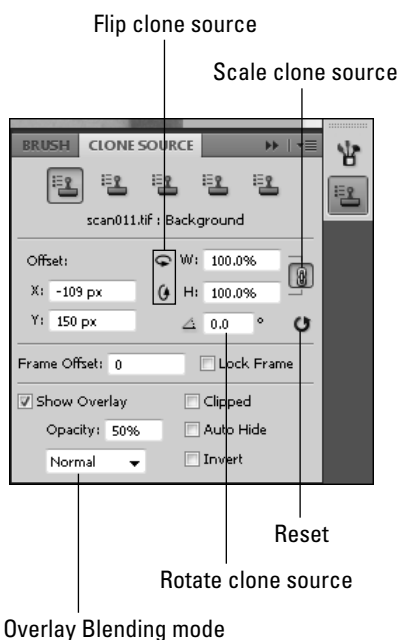 Flip clone source
Scale clone source
BRUSH CLONE SOURCE
scan011.tif : Background
Offset: W: 100.0%
X: -109 px H: 100.0%
Y: 150 px 0.0 °
Frame Offset: 0 Lock Frame
Show Overlay Clipped
Opacity: 50% Auto Hide
Normal Invert
Reset
Rotate clone source
Overlay Blending mode